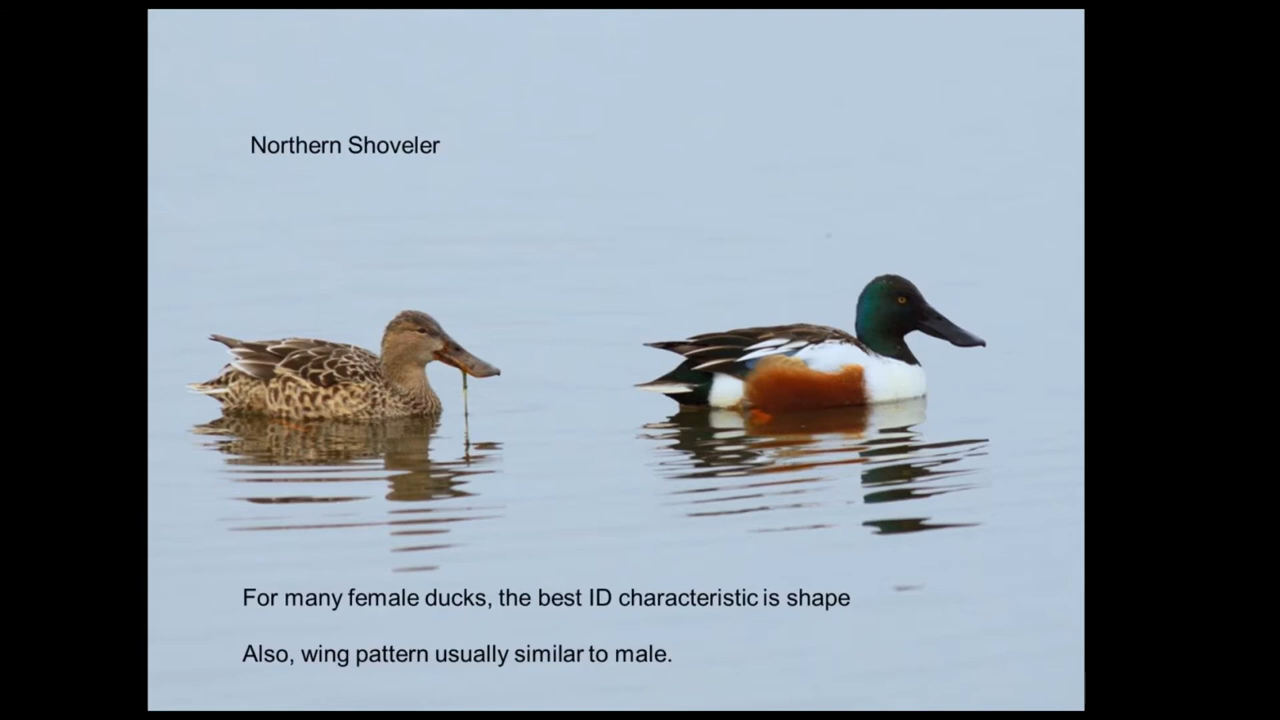 Northern Shoveler
For many female ducks, the best ID characteristic is shape
Also, wing pattern usually similar to male.